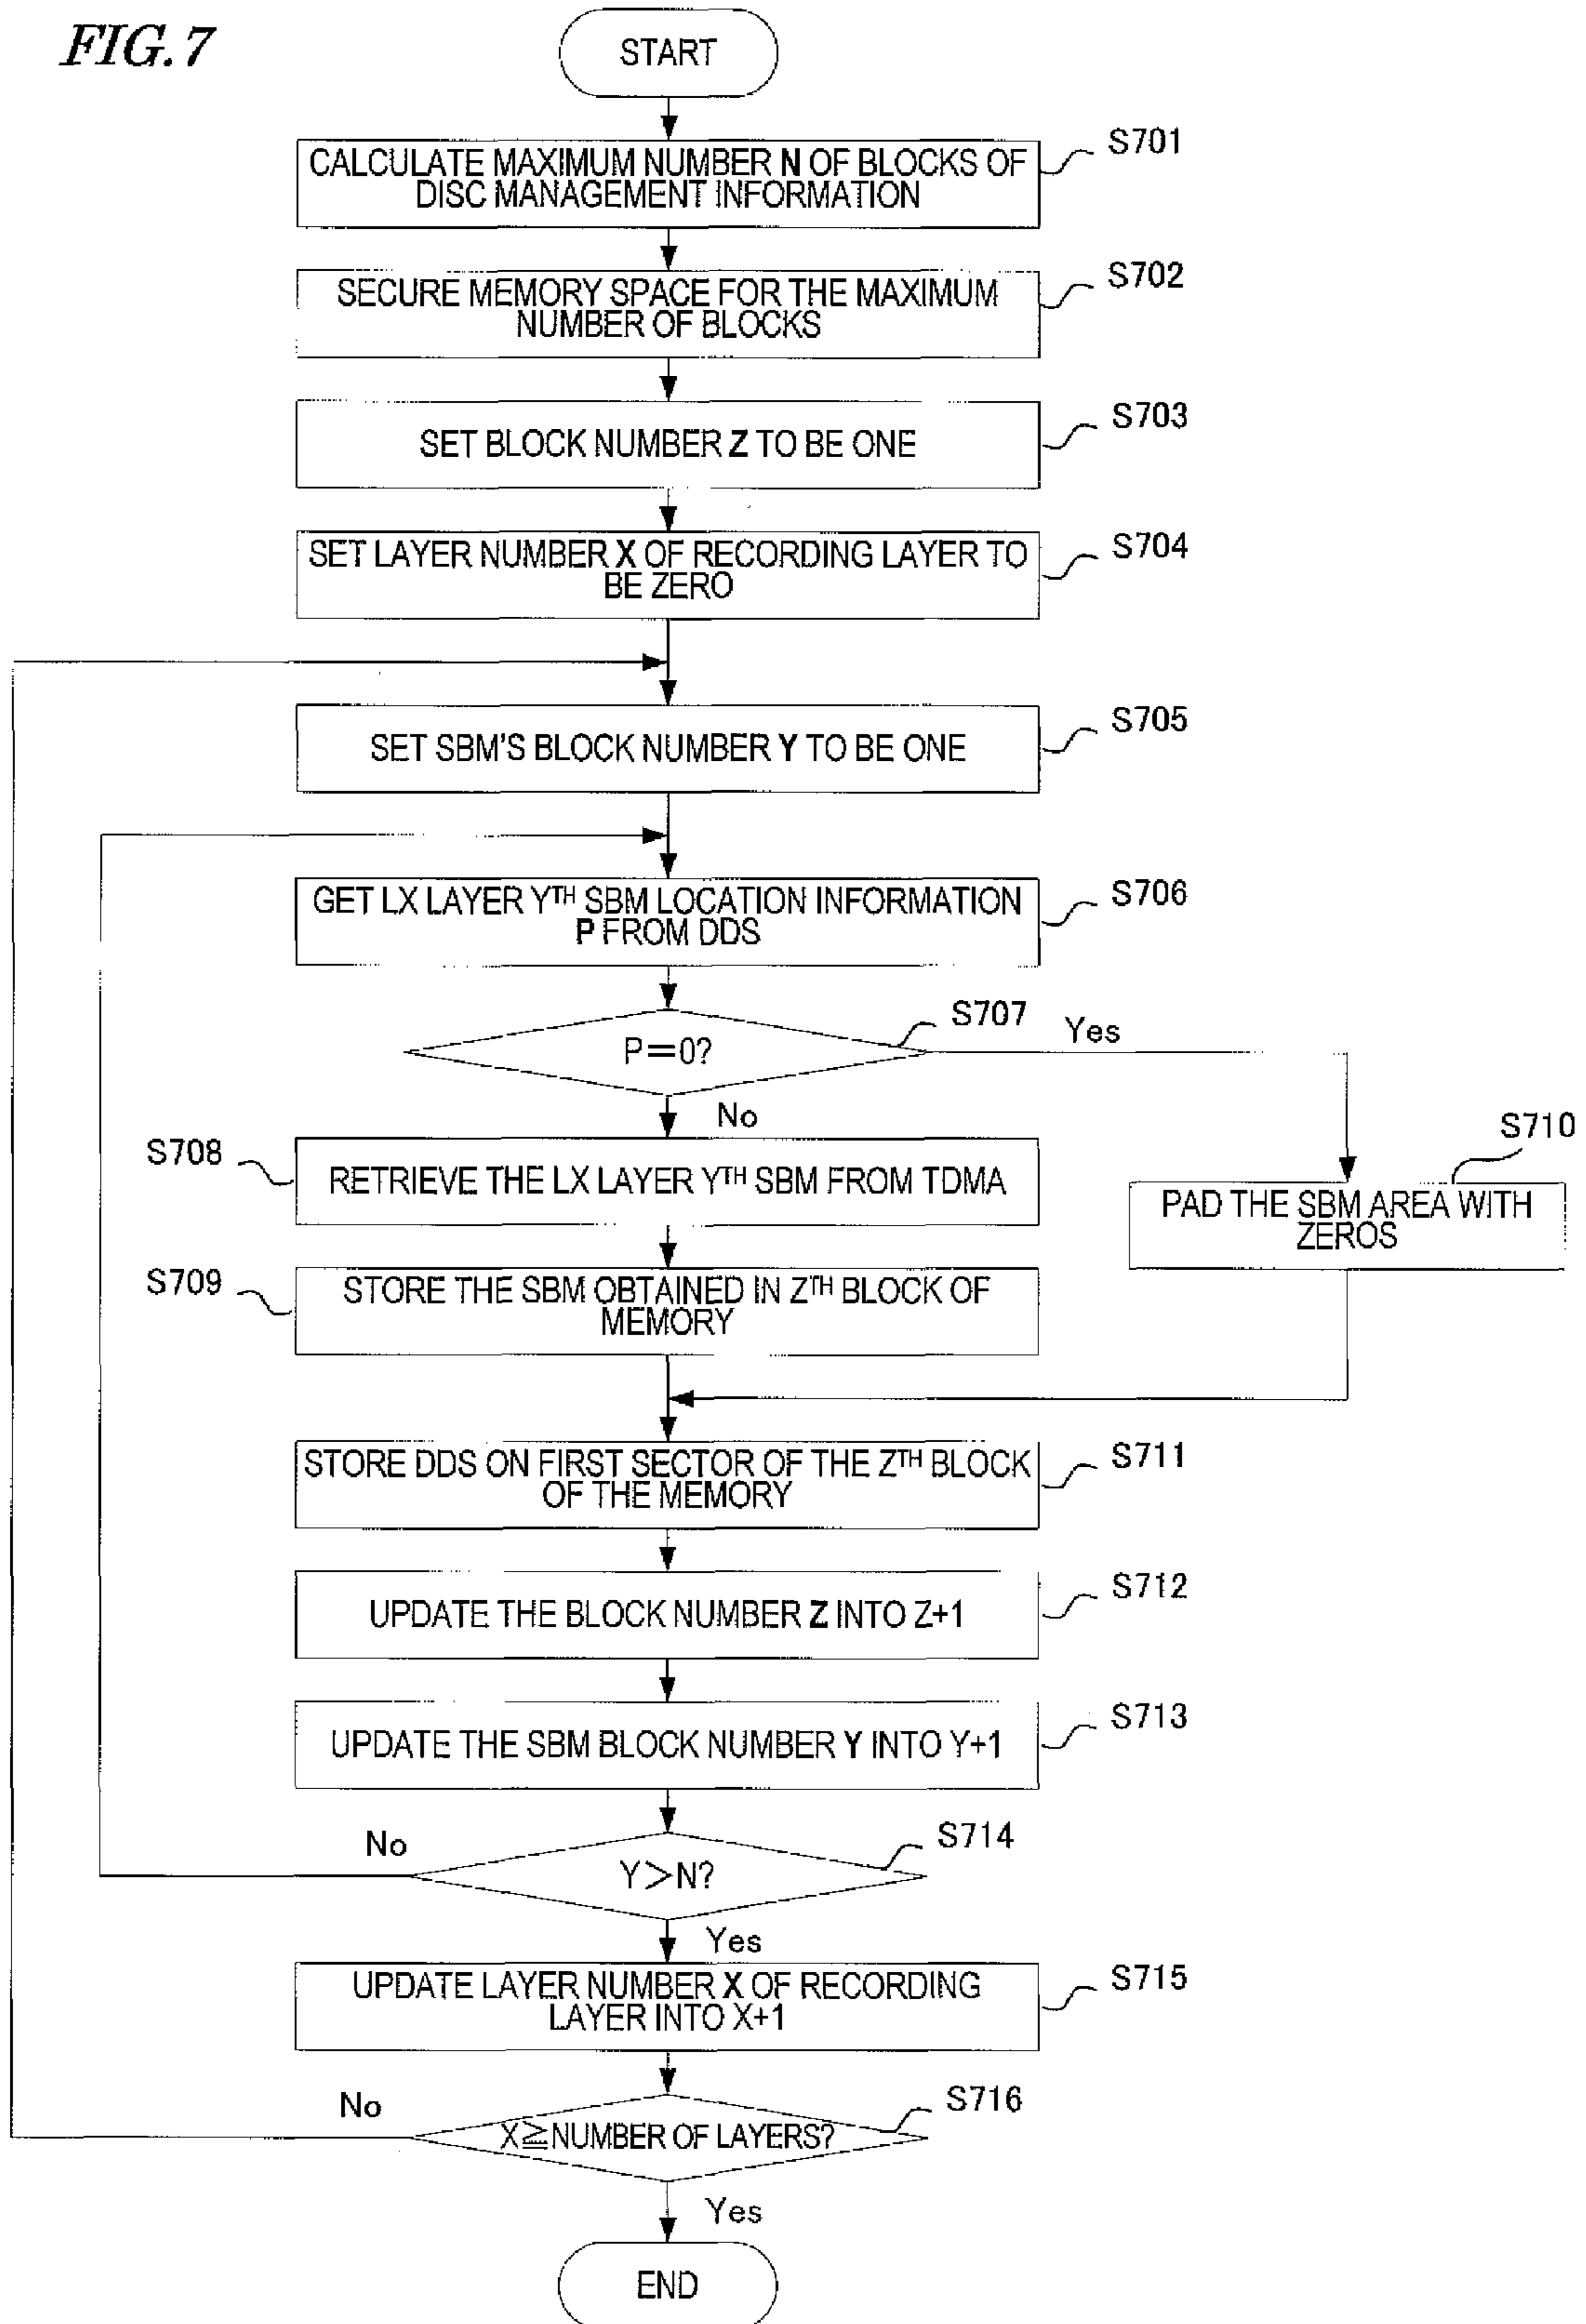 FIG. 7
START
S701
CALCULATE MAXIMUM NUMBER N OF BLOCKS OF
DISC MANAGEMENT INFORMATION
S702
SECURE MEMORY SPACE FOR THE MAXIMUM
NUMBER OF BLOCKS
S703
SET BLOCK NUMBER Z TO BE ONE
S704
SET LAYER NUMBER X OF RECORDING LAYER TO
BE ZERO
S705
SET SBM'S BLOCK NUMBER Y TO BE ONE
S706
GET LX LAYER YTH SBM LOCATION INFORMATION
P FROM DDS
S707
P=0?
Yes
No
S708
RETRIEVE THE LX LAYER YTH SBM FROM TDMA
S710
PAD THE SBM AREA WITH
ZEROS
S709
STORE THE SBM OBTAINED IN ZTH BLOCK OF
MEMORY
S711
STORE DDS ON FIRST SECTOR OF THE ZTH BLOCK
OF THE MEMORY
S712
UPDATE THE BLOCK NUMBER Z INTO Z+1
S713
UPDATE THE SBM BLOCK NUMBER Y INTO Y+1
S714
No
Y>N?
Yes
S715
UPDATE LAYER NUMBER X OF RECORDING
LAYER INTO X+1
S716
No
X≧NUMBER OF LAYERS?
Yes
END